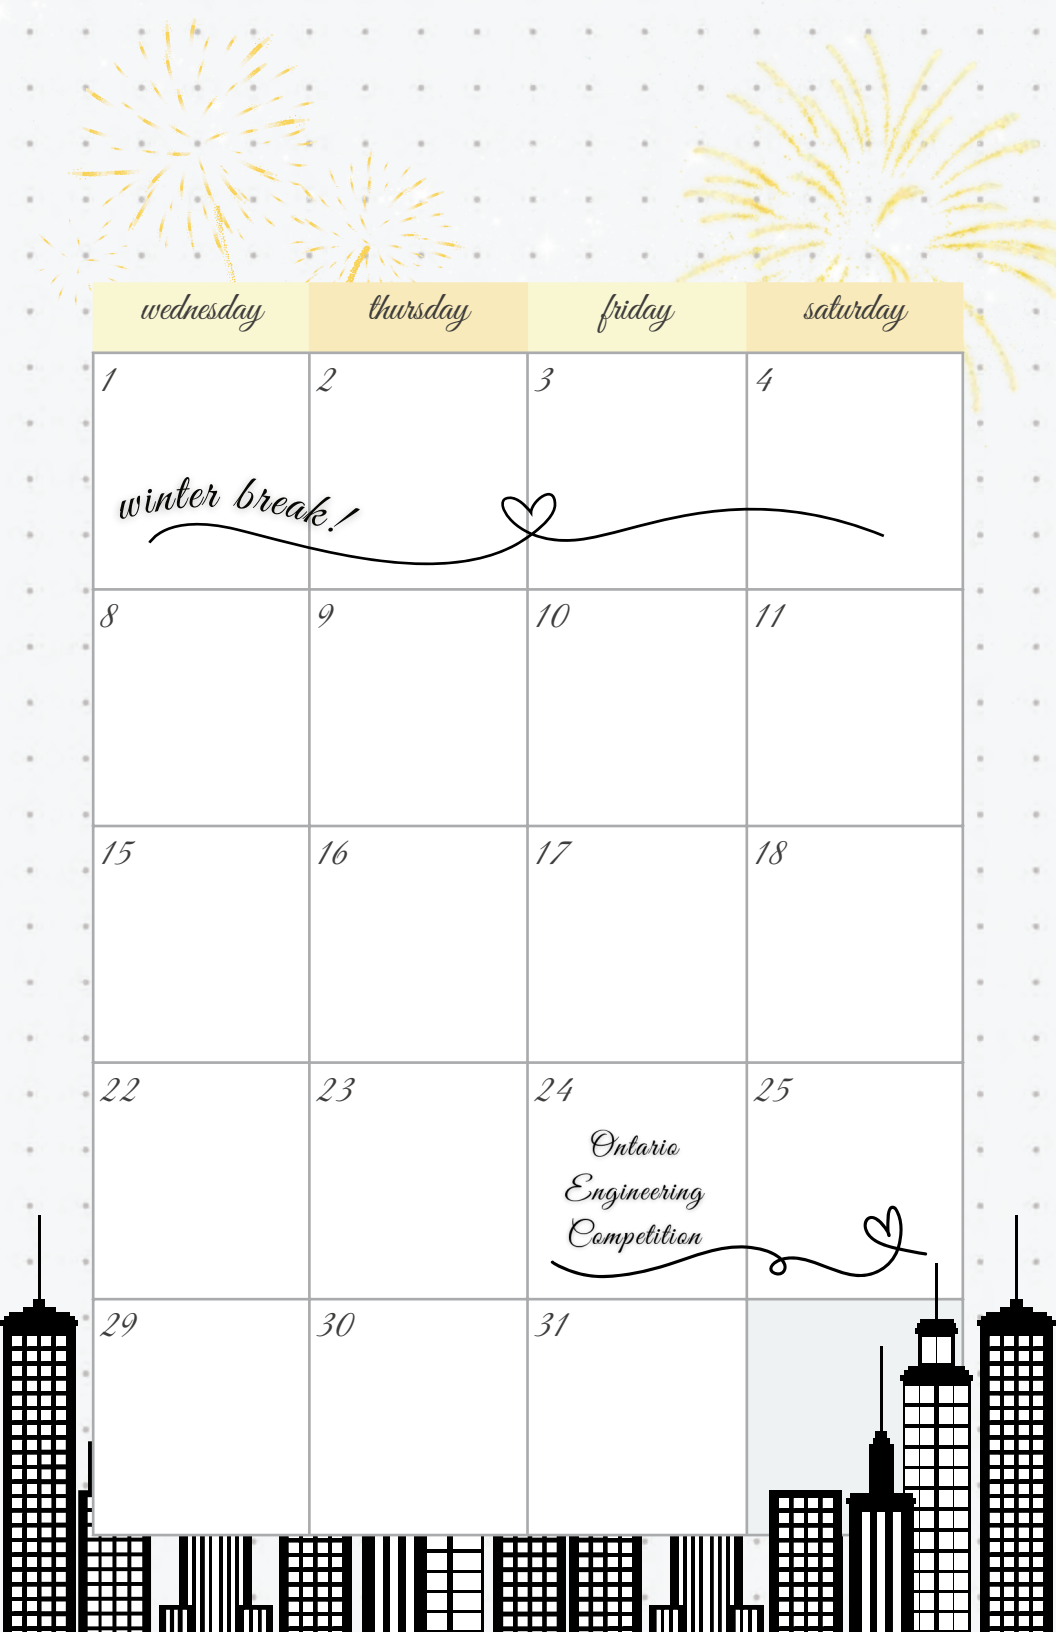 wednesday thursday friday saturday
1 2 3 4
winter break!
8 9 10 11
15 16 17 18
22 23 24 25
Ontario
Engineering
Competition
29 30 31